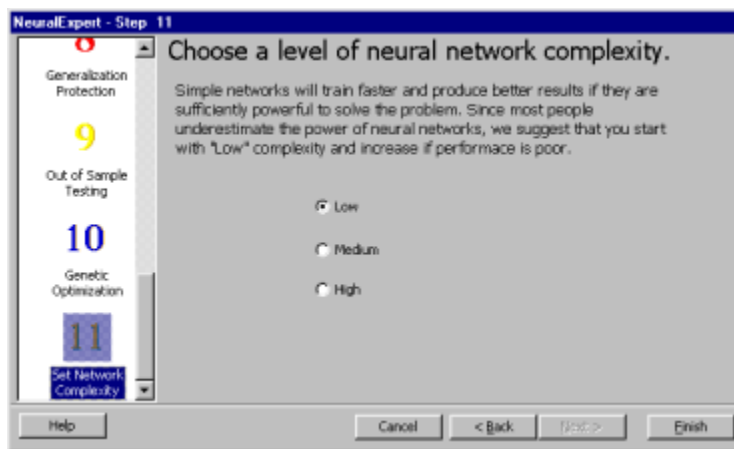 NeuralExpert - Step 11
8
Generalization
Protection
9
Out of Sample
Testing
10
Genetic
Optimization
11
Set Network
Complexity
Choose a level of neural network complexity.
Simple networks will train faster and produce better results if they are
sufficiently powerful to solve the problem. Since most people
underestimate the power of neural networks, we suggest that you start
with "Low" complexity and increase if performace is poor.
Low
Medium
High
Help
Cancel
< Back
Next >
Finish